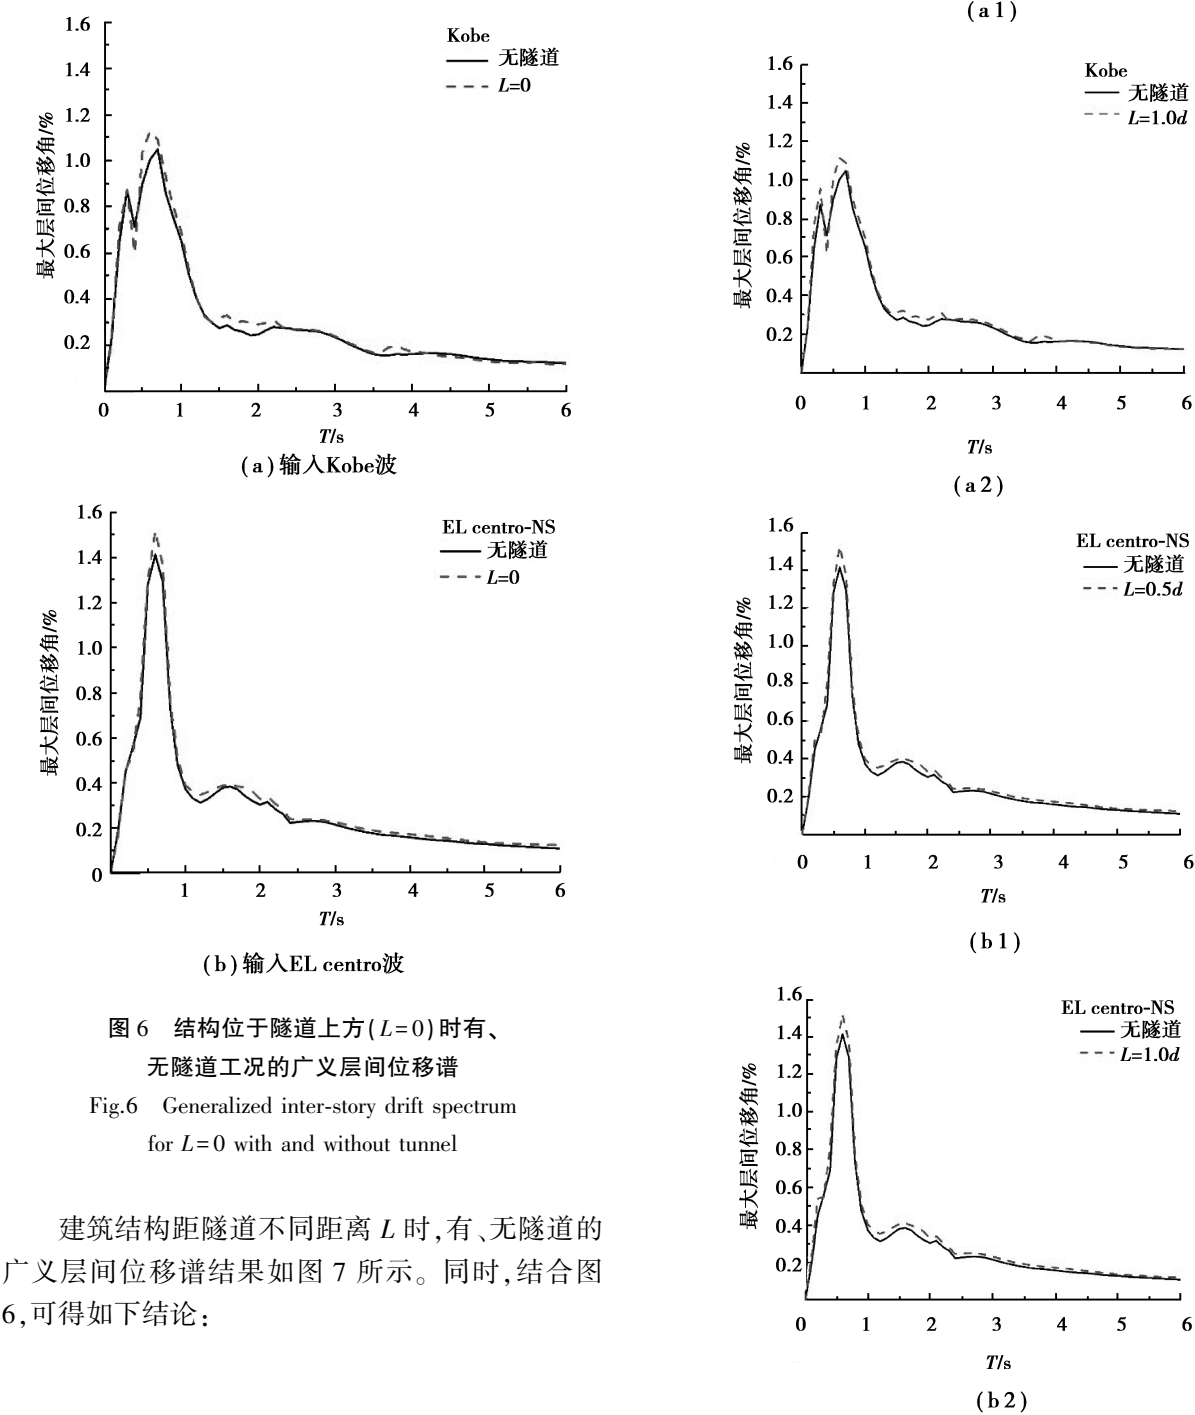 1.6
1.4
1.2
1.0
0.8
0.6
0.4
0.2
最大层间位移角/%
Kobe
无隧道
L=0
0 1 2 3 4 5 6
T/s
(a)输入Kobe波
1.6
1.4
1.2
1.0
0.8
0.6
0.4
0.2
0
最大层间位移角/%
EL centro-NS
无隧道
L=0
1 2 3 4 5 6
T/s
(b)输入EL centro波
图6 结构位于隧道上方(L=0)时有、
无隧道工况的广义层间位移谱
Fig.6 Generalized inter-story drift spectrum
for L=0 with and without tunnel
建筑结构距隧道不同距离 L 时,有、无隧道的
广义层间位移谱结果如图 7 所示。同时,结合图
6,可得如下结论:
(a1)
1.6
1.4
1.2
1.0
0.8
0.6
0.4
0.2
最大层间位移角/%
Kobe
无隧道
L=1.0d
0 1 2 3 4 5 6
T/s
(a2)
1.6
1.4
1.2
1.0
0.8
0.6
0.4
0.2
最大层间位移角/%
EL centro-NS
无隧道
L=0.5d
0 1 2 3 4 5 6
T/s
(b1)
1.6
1.4
1.2
1.0
0.8
0.6
0.4
0.2
最大层间位移角/%
EL centro-NS
无隧道
L=1.0d
0 1 2 3 4 5 6
T/s
(b2)